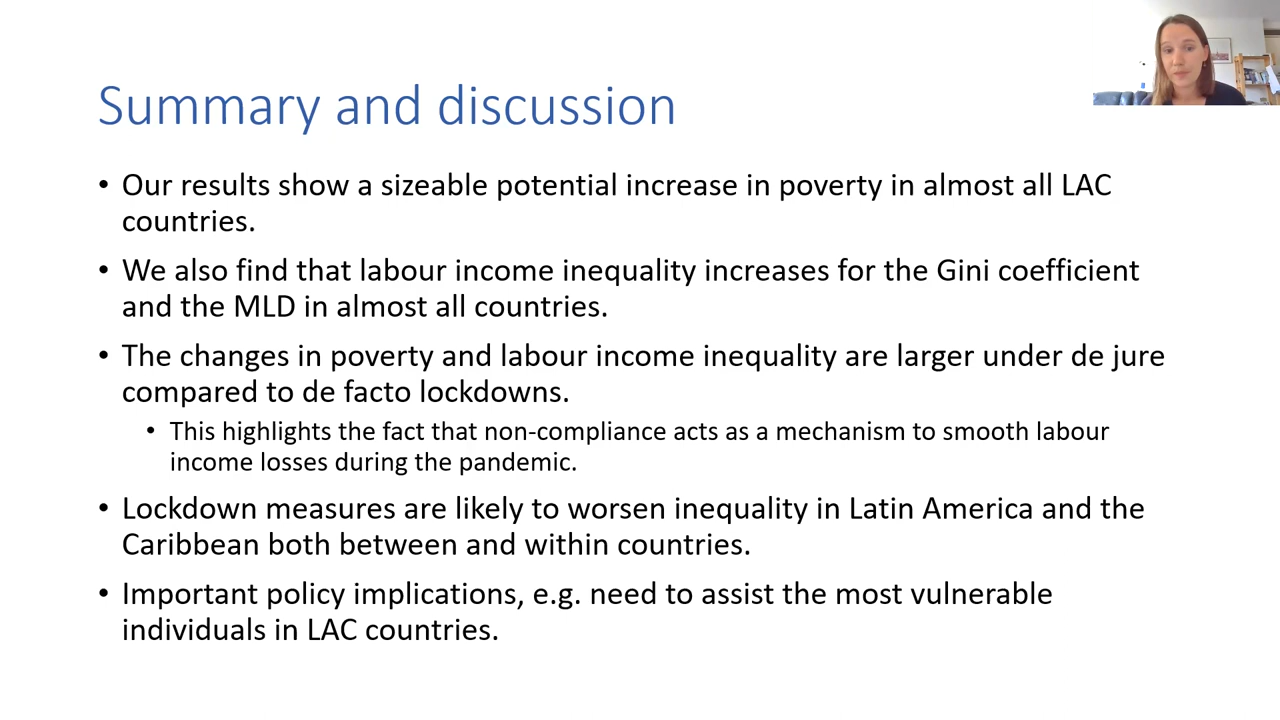 Summary and discussion
• Our results show a sizeable potential increase in poverty in almost all LAC
countries.
• We also find that labour income inequality increases for the Gini coefficient
and the MLD in almost all countries.
• The changes in poverty and labour income inequality are larger under de jure
compared to de facto lockdowns.
• This highlights the fact that non-compliance acts as a mechanism to smooth labour
income losses during the pandemic.
• Lockdown measures are likely to worsen inequality in Latin America and the
Caribbean both between and within countries.
• Important policy implications, e.g. need to assist the most vulnerable
individuals in LAC countries.